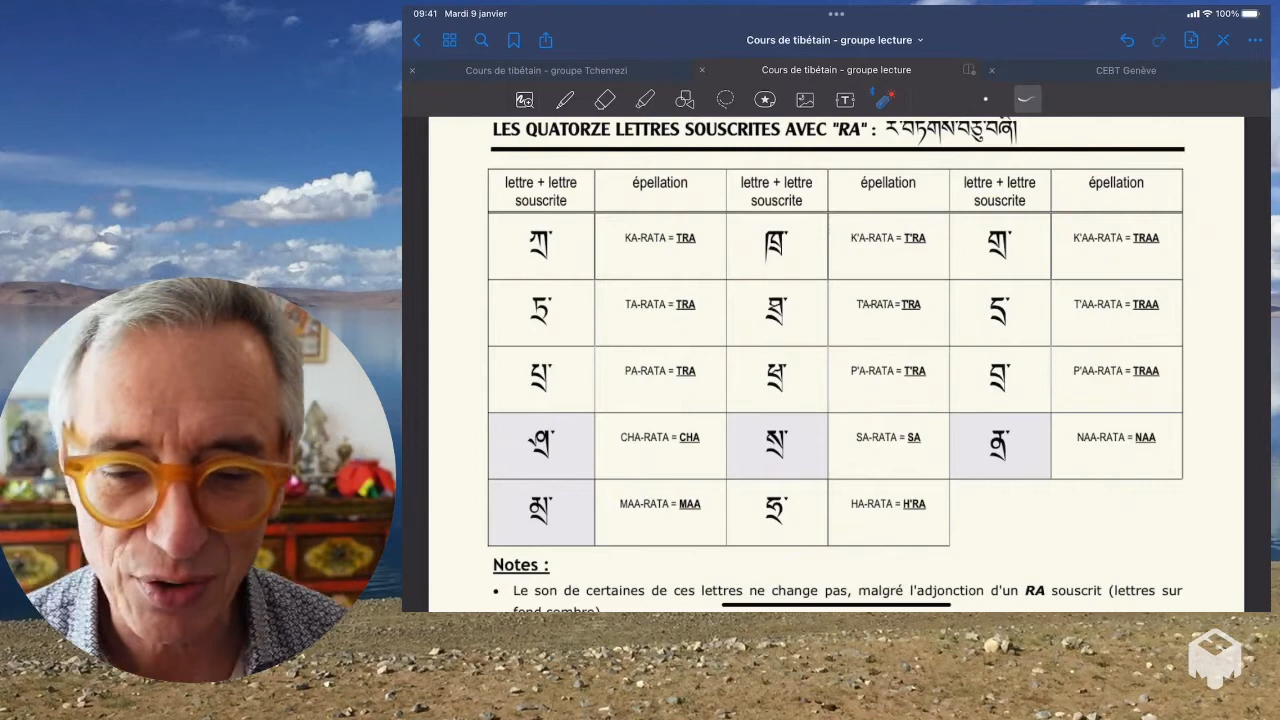 09:41 Mardi 9 janvier
100%
Cours de tibétain - groupe lecture
Cours de tibétain - groupe Tchenrezi
Cours de tibétain - groupe lecture
CEBT Genève
LES QUATORZE LETTRES SOUSCRITES AVEC "RA" : ར་བཏགས་བཅུ་བཞི།
lettre + lettre souscrite épellation lettre + lettre souscrite épellation lettre + lettre souscrite épellation
ཀྲ་ KA-RATA = TRA ཁྲ་ K'A-RATA = T'RA གྲ་ K'AA-RATA = TRAA
ཏྲ་ TA-RATA = TRA ཐྲ་ T'A-RATA = T'RA དྲ་ T'AA-RATA = TRAA
པྲ་ PA-RATA = TRA ཕྲ་ P'A-RATA = T'RA བྲ་ P'AA-RATA = TRAA
ཤྲ་ CHA-RATA = CHA སྲ་ SA-RATA = SA ནྲ་ NAA-RATA = NAA
མྲ་ MAA-RATA = MAA ཧྲ་ HA-RATA = H'RA
Notes :
• Le son de certaines de ces lettres ne change pas, malgré l'adjonction d'un RA souscrit (lettres sur
fond sombre)